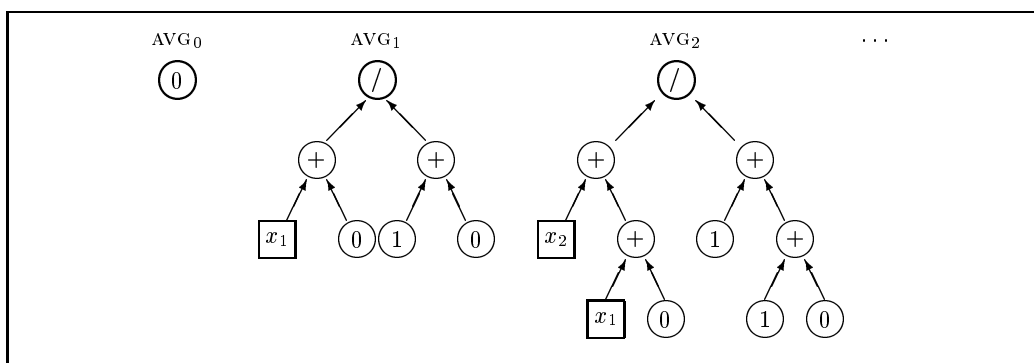 AVG0 AVG1 AVG2 ...
0 / /
+ + + +
x1 0 1 0 x2 + 1 +
x1 0 1 0